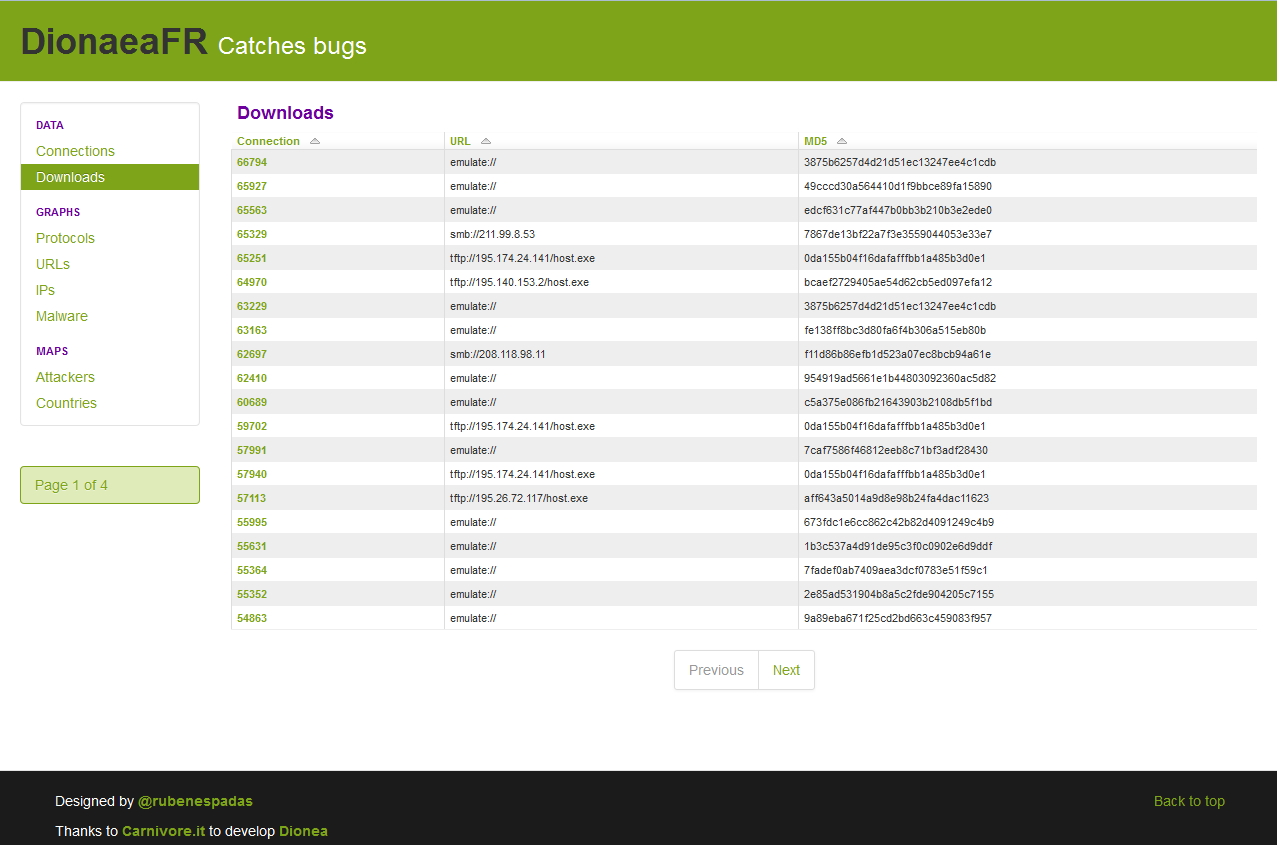 DionaeaFR Catches bugs
DATA
Connections
Downloads
GRAPHS
Protocols
URLs
IPs
Malware
MAPS
Attackers
Countries
Page 1 of 4
Downloads
Connection URL MD5
66794 emulate:// 3875b6257d4d21d51ec13247ee4c1cdb
65927 emulate:// 49cccd30a564410d1f9bbce89fa15890
65563 emulate:// edcf631c77af447b0bb3b210b3e2ede0
65329 smb://211.99.8.53 7867de13bf22a7f3e3559044053e33e7
65251 tftp://195.174.24.141/host.exe 0da155b04f16dafafffbb1a485b3d0e1
64970 tftp://195.140.153.2/host.exe bcaef2729405ae54d62cb5ed097efa12
63229 emulate:// 3875b6257d4d21d51ec13247ee4c1cdb
63163 emulate:// fe138ff8bc3d80fa6f4b306a515eb80b
62697 smb://208.118.98.11 f11d86b86efb1d523a07ec8bcb94a61e
62410 emulate:// 954919ad5661e1b44803092360ac5d82
60689 emulate:// c5a375e086fb21643903b2108db5f1bd
59702 tftp://195.174.24.141/host.exe 0da155b04f16dafafffbb1a485b3d0e1
57991 emulate:// 7caf7586f46812eeb8c71bf3adf28430
57940 tftp://195.174.24.141/host.exe 0da155b04f16dafafffbb1a485b3d0e1
57113 tftp://195.26.72.117/host.exe aff643a5014a9d8e98b24fa4dac11623
55995 emulate:// 673fdc1e6cc862c42b82d4091249c4b9
55631 emulate:// 1b3c537a4d91de95c3f0c0902e6d9ddf
55364 emulate:// 7fadef0ab7409aea3dcf0783e51f59c1
55352 emulate:// 2e85ad531904b8a5c2fde904205c7155
54863 emulate:// 9a89eba671f25cd2bd663c459083f957
Previous Next
Designed by @rubenespadas
Back to top
Thanks to Carnivore.it to develop Dionea